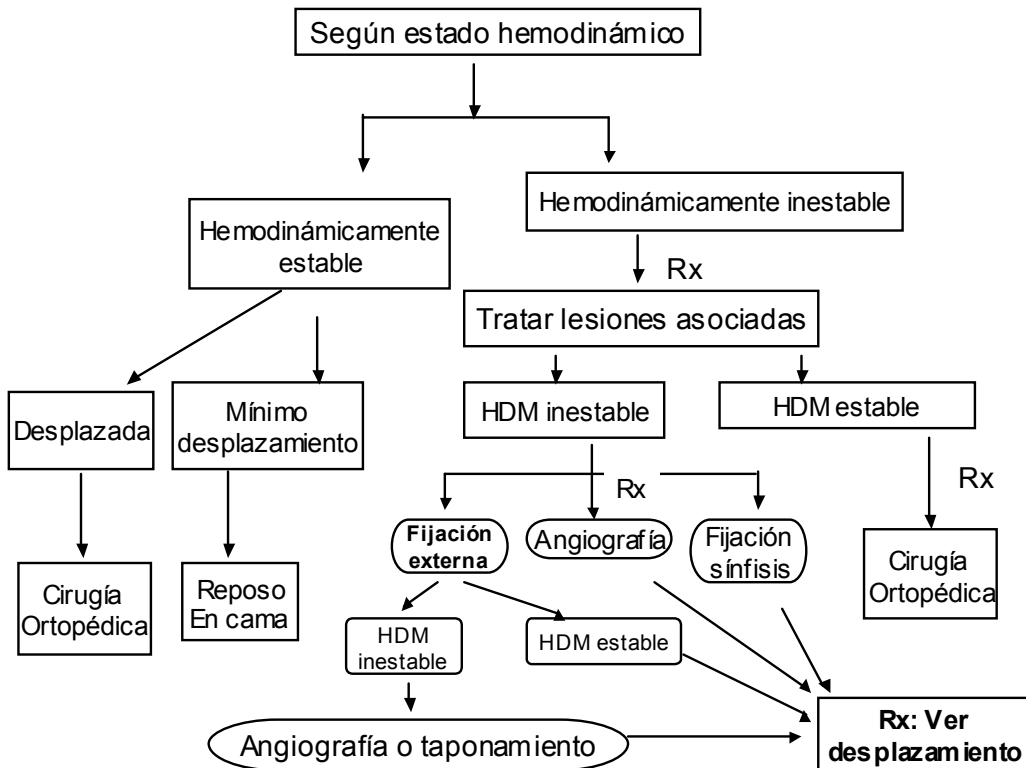 Según estado hemodinámico
Hemodinámicamente inestable
Hemodinámicamente
estable
Rx
Tratar lesiones asociadas
Desplazada
Mínimo
desplazamiento
HDM inestable
HDM estable
Rx
Rx
Fijación
externa
Angiografía
Fijación
sínfisis
Cirugía
Ortopédica
Cirugía
Ortopédica
Reposo
En cama
HDM
inestable
HDM estable
Angiografía o taponamiento
Rx: Ver
desplazamiento